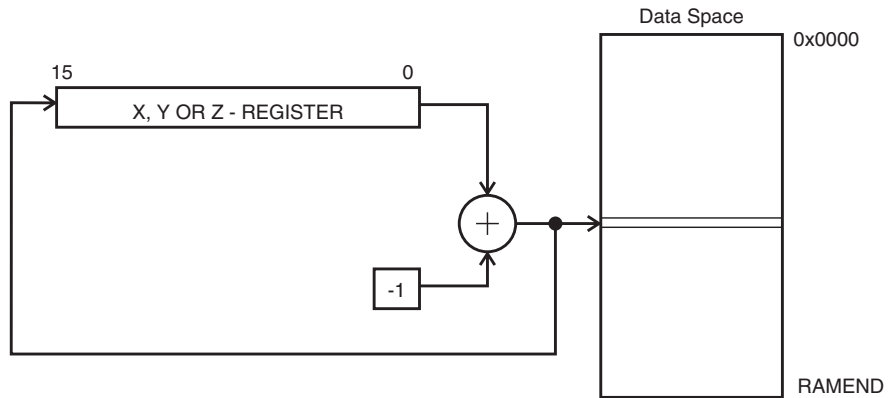 Data Space
0x0000
15 0
X, Y OR Z - REGISTER
+
-1
RAMEND